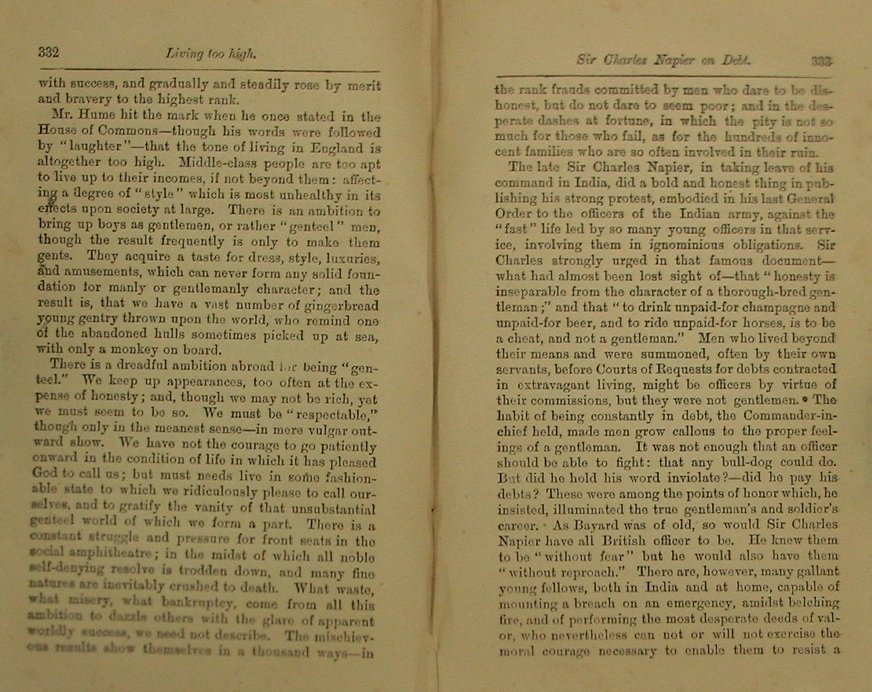 332
Living too high.
with success, and gradually and steadily rose by merit
and bravery to the highest rank.
Mr. Hume hit the mark when he once stated in the
House of Commons—though his words were followed
by "laughter"—that the tone of living in England is
altogether too high. Middle-class people are too apt
to live up to their incomes, if not beyond them: affect-
ing a degree of "style" which is most unhealthy in its
effects upon society at large. There is an ambition to
bring up boys as gentlemen, or rather "genteel" men,
though the result frequently is only to make them
gents. They acquire a taste for dress, style, luxuries,
and amusements, which can never form any solid foun-
dation for manly or gentlemanly character; and the
result is, that we have a vast number of gingerbread
young gentry thrown upon the world, who remind one
of the abandoned hulls sometimes picked up at sea,
with only a monkey on board.
There is a dreadful ambition abroad for being "gen-
teel." We keep up appearances, too often at the ex-
pense of honesty; and, though we may not be rich, yet
we must seem to be so. We must be "respectable,"
though only in the meanest sense—in mere vulgar out-
ward show. We have not the courage to go patiently
onward in the condition of life in which it has pleased
God to call us; but must needs live in some fashion-
able state to which we ridiculously please to call our-
selves, and to gratify the vanity of that unsubstantial
genteel world of which we form a part. There is a
constant struggle and pressure for front seats in the
social amphitheatre; in the midst of which all noble
self-denying resolve is trodden down, and many fine
natures are inevitably crushed to death. What waste,
what misery, what bankruptcy, come from all this
ambition to dazzle others with the glare of apparent
worldly success, we need not describe. The mischiev-
ous results show themselves in a thousand ways—in
Sir Charles Napier on Debt.
333
the rank frauds committed by men who dare to be dis-
honest, but do not dare to seem poor; and in the des-
perate dashes at fortune, in which the pity is not so
much for those who fail, as for the hundreds of inno-
cent families who are so often involved in their ruin.
The late Sir Charles Napier, in taking leave of his
command in India, did a bold and honest thing in pub-
lishing his strong protest, embodied in his last General
Order to the officers of the Indian army, against the
"fast" life led by so many young officers in that serv-
ice, involving them in ignominious obligations. Sir
Charles strongly urged in that famous document—
what had almost been lost sight of—that "honesty is
inseparable from the character of a thorough-bred gen-
tleman;" and that "to drink unpaid-for champagne and
unpaid-for beer, and to ride unpaid-for horses, is to be
a cheat, and not a gentleman." Men who lived beyond
their means and were summoned, often by their own
servants, before Courts of Requests for debts contracted
in extravagant living, might be officers by virtue of
their commissions, but they were not gentlemen. The
habit of being constantly in debt, the Commander-in-
chief held, made men grow callous to the proper feel-
ings of a gentleman. It was not enough that an officer
should be able to fight: that any bull-dog could do.
But did he hold his word inviolate?—did he pay his
debts? These were among the points of honor which, he
insisted, illuminated the true gentleman's and soldier's
career. As Bayard was of old, so would Sir Charles
Napier have all British officer to be. He knew them
to be "without fear" but he would also have them
"without reproach." There are, however, many gallant
young fellows, both in India and at home, capable of
mounting a breach on an emergency, amidst belching
fire, and of performing the most desperate deeds of val-
or, who nevertheless can not or will not exercise the
moral courage necessary to enable them to resist a